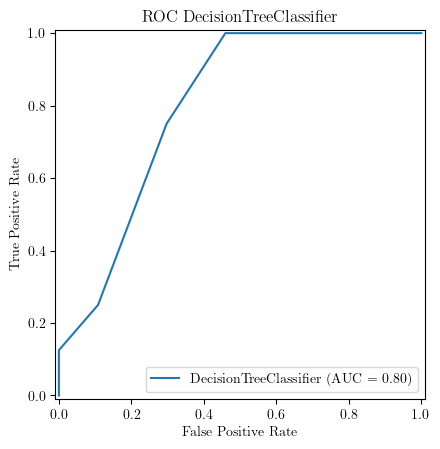 ROC DecisionTreeClassifier
1.0
0.8
0.6
0.4
0.2
0.0
True Positive Rate
DecisionTreeClassifier (AUC = 0.80)
0.0 0.2 0.4 0.6 0.8 1.0
False Positive Rate